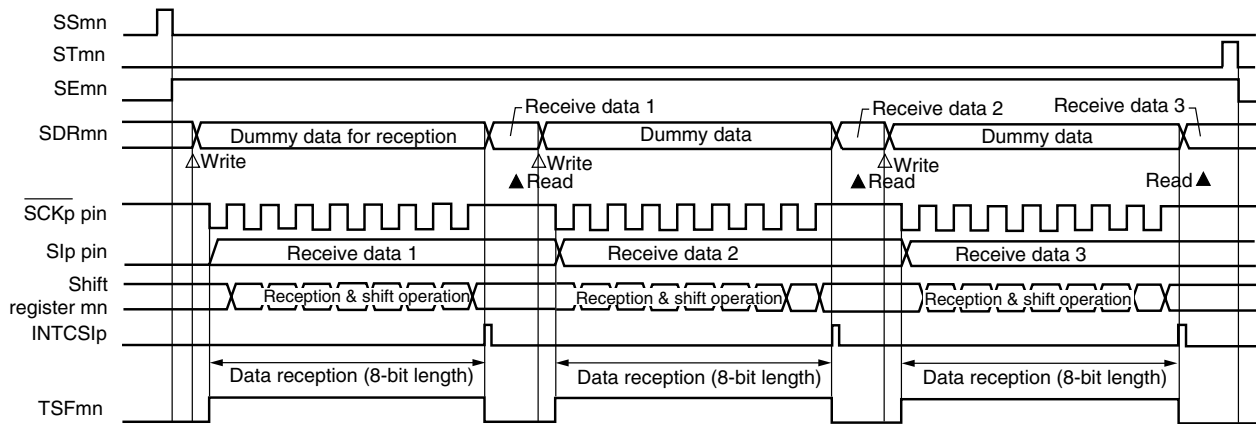 SSmn
STmn
SEmn
Receive data 1
Receive data 2
Receive data 3
SDRmn
Dummy data for reception
Dummy data
Dummy data
Write
Write
Write
Read
Read
Read
SCKp pin
SIp pin
Receive data 1
Receive data 2
Receive data 3
Shift
register mn
Reception & shift operation
Reception & shift operation
Reception & shift operation
INTCSIp
Data reception (8-bit length)
Data reception (8-bit length)
Data reception (8-bit length)
TSFmn